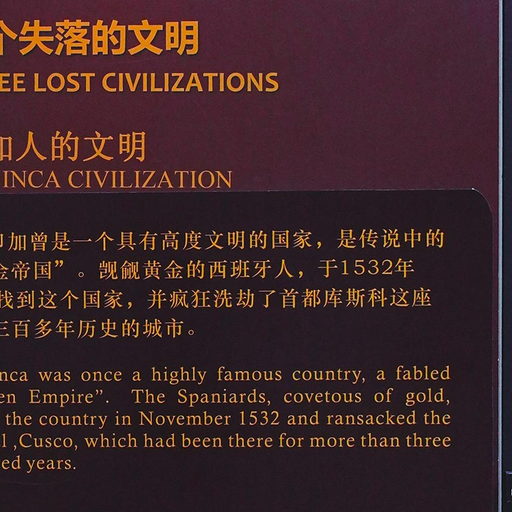 失落的文明
EE LOST CIVILIZATIONS
加人的文明
INCA CIVILIZATION
加曾是一个具有高度文明的国家，是传说中的
金帝国”。觊觎黄金的西班牙人，于1532年
找到这个国家，并疯狂洗劫了首都库斯科这座
三百多年历史的城市。
nca was once a highly famous country, a fabled
en Empire”. The Spaniards, covetous of gold,
the country in November 1532 and ransacked the
l ,Cusco, which had been there for more than three
ed years.